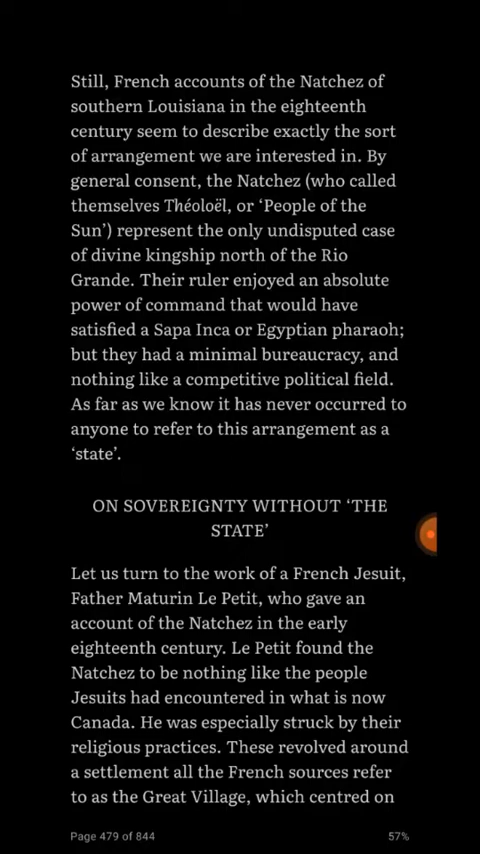 Still, French accounts of the Natchez of
southern Louisiana in the eighteenth
century seem to describe exactly the sort
of arrangement we are interested in. By
general consent, the Natchez (who called
themselves Théoloël, or ‘People of the
Sun’) represent the only undisputed case
of divine kingship north of the Rio
Grande. Their ruler enjoyed an absolute
power of command that would have
satisfied a Sapa Inca or Egyptian pharaoh;
but they had a minimal bureaucracy, and
nothing like a competitive political field.
As far as we know it has never occurred to
anyone to refer to this arrangement as a
‘state’.
ON SOVEREIGNTY WITHOUT ‘THE
STATE’
Let us turn to the work of a French Jesuit,
Father Maturin Le Petit, who gave an
account of the Natchez in the early
eighteenth century. Le Petit found the
Natchez to be nothing like the people
Jesuits had encountered in what is now
Canada. He was especially struck by their
religious practices. These revolved around
a settlement all the French sources refer
to as the Great Village, which centred on
Page 479 of 844 57%